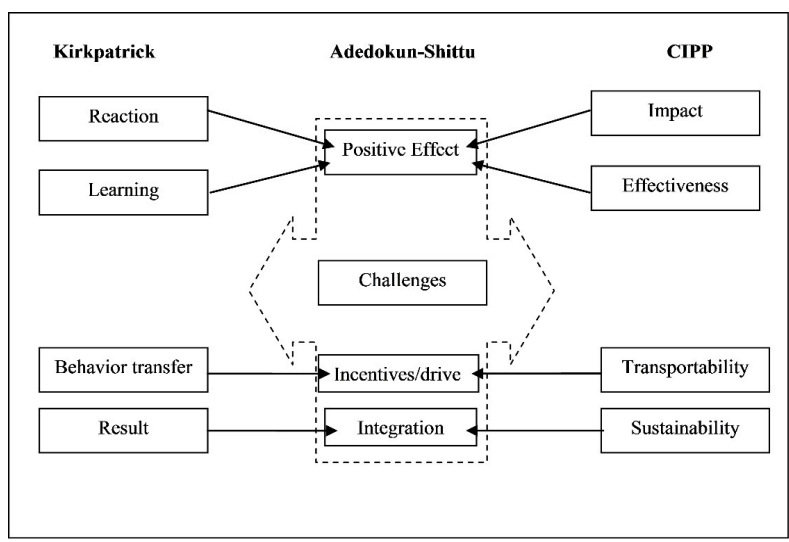 Kirkpatrick Adedokun-Shittu CIPP
Reaction
Impact
Positive Effect
Learning
Effectiveness
Challenges
Behavior transfer
Incentives/drive
Transportability
Result
Integration
Sustainability